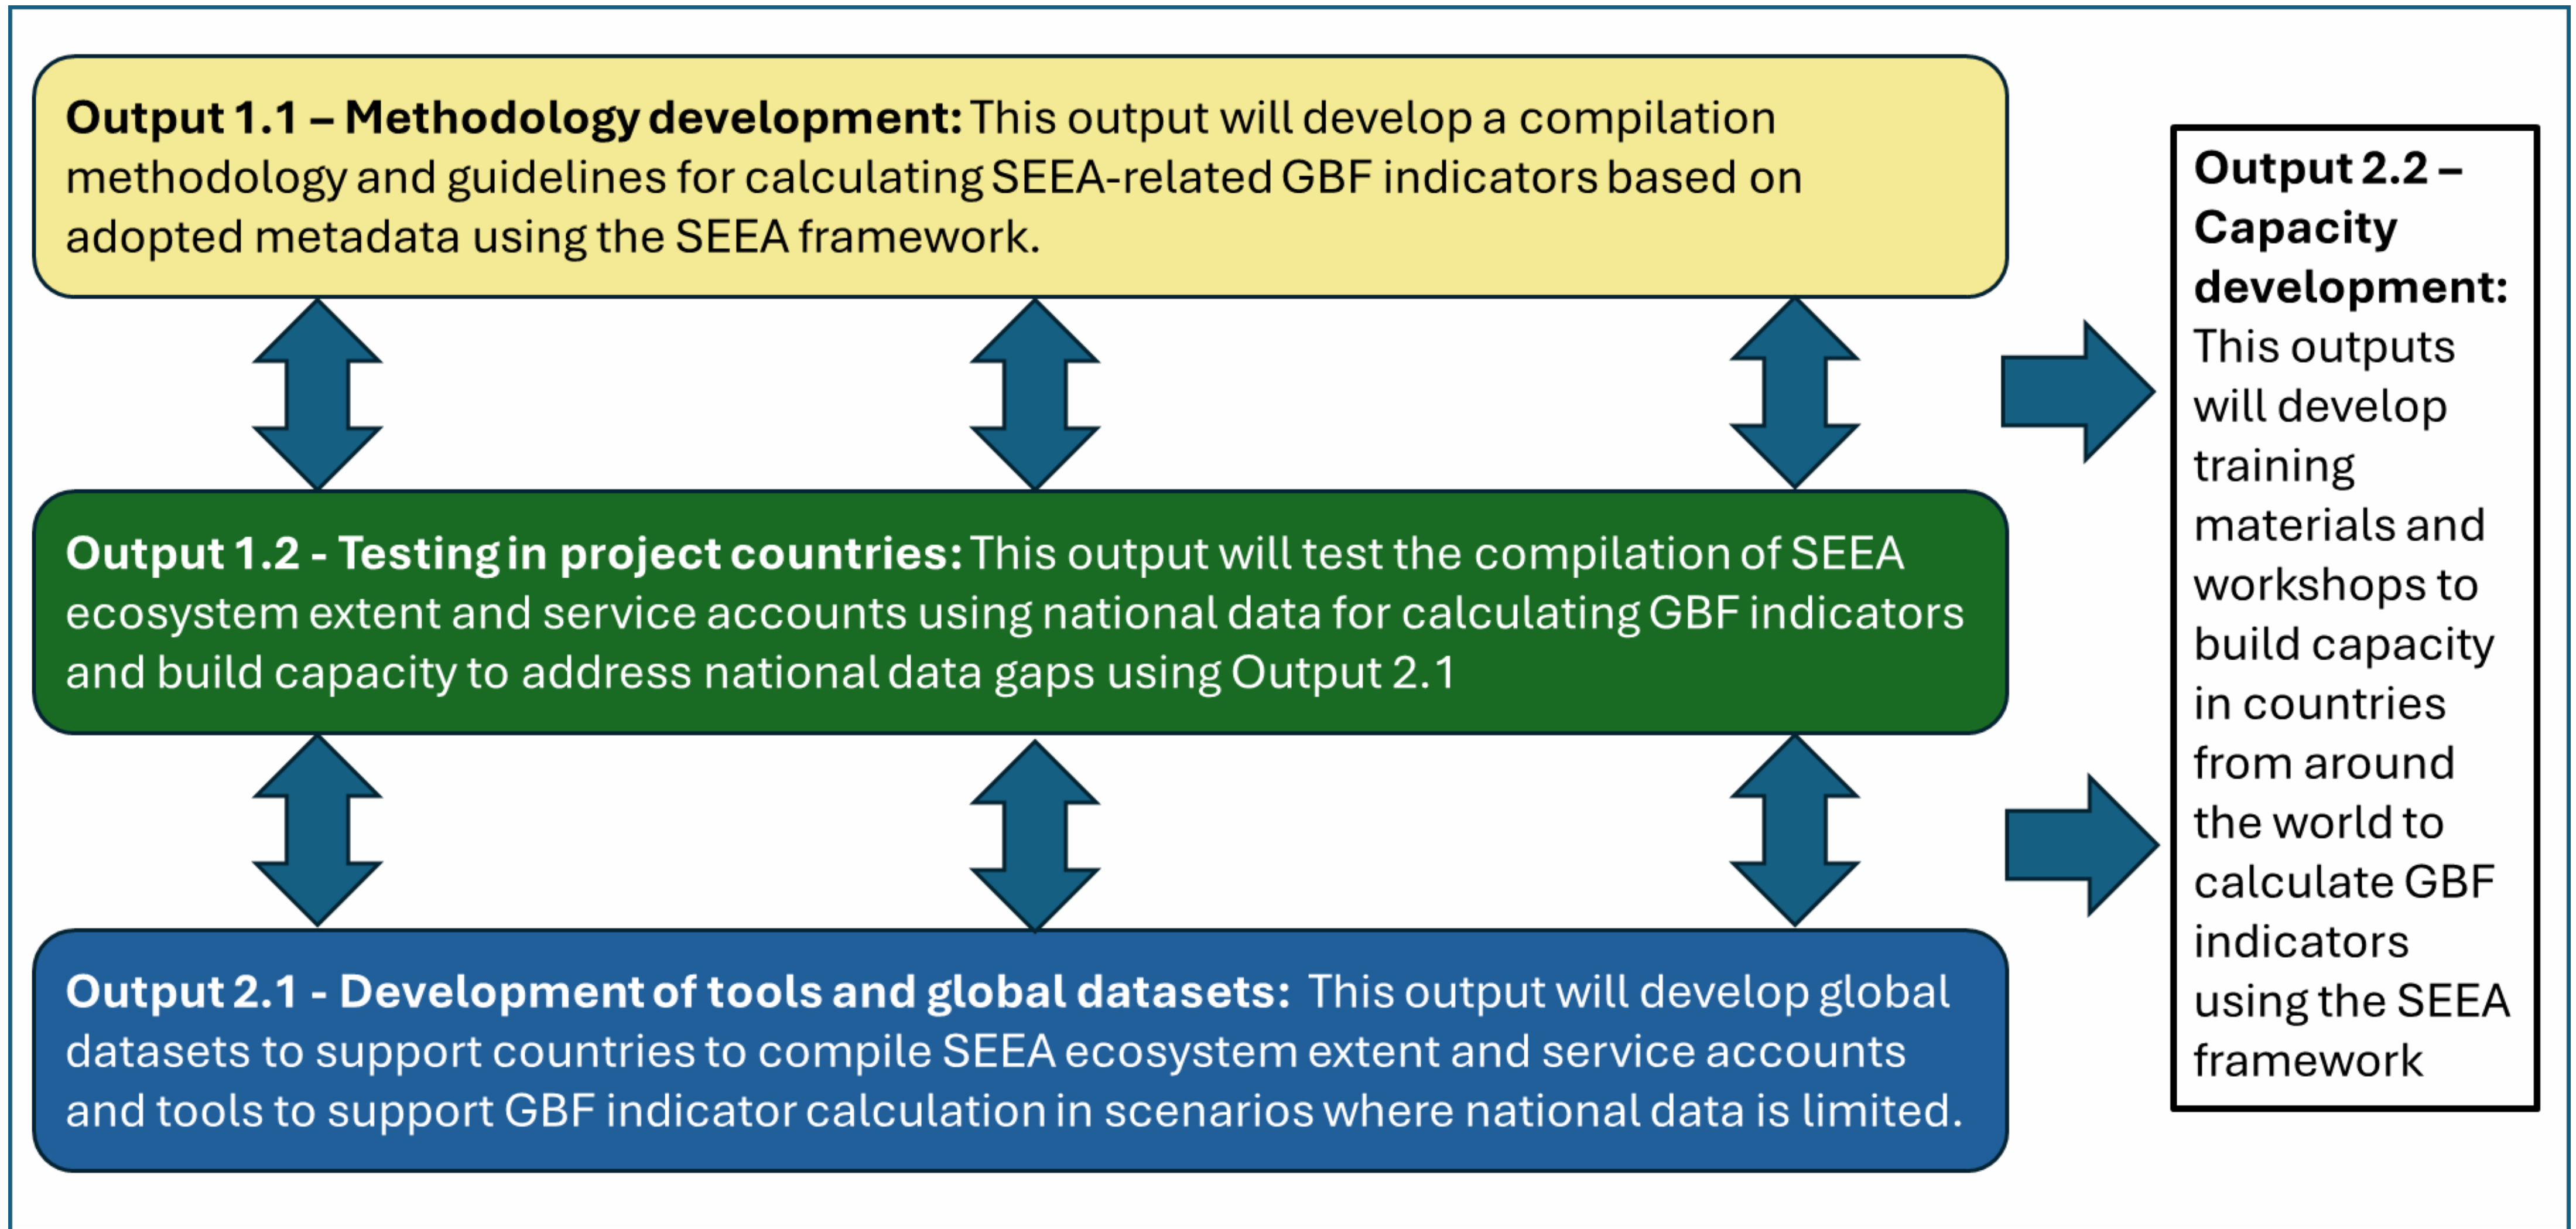 Output 1.1 – Methodology development: This output will develop a compilation
methodology and guidelines for calculating SEEA-related GBF indicators based on
adopted metadata using the SEEA framework.
Output 1.2 - Testing in project countries: This output will test the compilation of SEEA
ecosystem extent and service accounts using national data for calculating GBF indicators
and build capacity to address national data gaps using Output 2.1
Output 2.1 - Development of tools and global datasets: This output will develop global
datasets to support countries to compile SEEA ecosystem extent and service accounts
and tools to support GBF indicator calculation in scenarios where national data is limited.
Output 2.2 –
Capacity
development:
This outputs
will develop
training
materials and
workshops to
build capacity
in countries
from around
the world to
calculate GBF
indicators
using the SEEA
framework